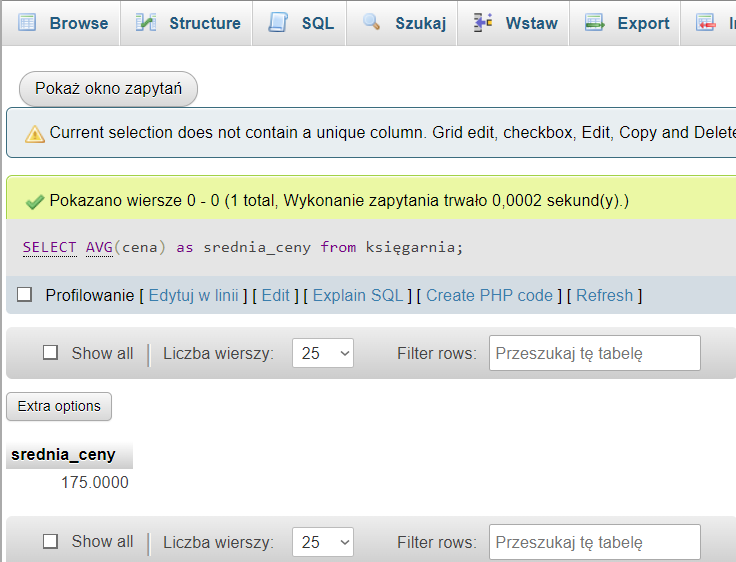 Browse Structure SQL Szukaj Wstaw Export
Pokaż okno zapytań
Current selection does not contain a unique column. Grid edit, checkbox, Edit, Copy and Delete
Pokazano wiersze 0 - 0 (1 total, Wykonanie zapytania trwało 0,0002 sekund(y).)
SELECT AVG(cena) as srednia_ceny from księgarnia;
Profilowanie [ Edytuj w linii ] [ Edit ] [ Explain SQL ] [ Create PHP code ] [ Refresh ]
Show all Liczba wierszy: 25 Filter rows: Przeszukaj tę tabelę
Extra options
srednia_ceny
175.0000
Show all Liczba wierszy: 25 Filter rows: Przeszukaj tę tabelę